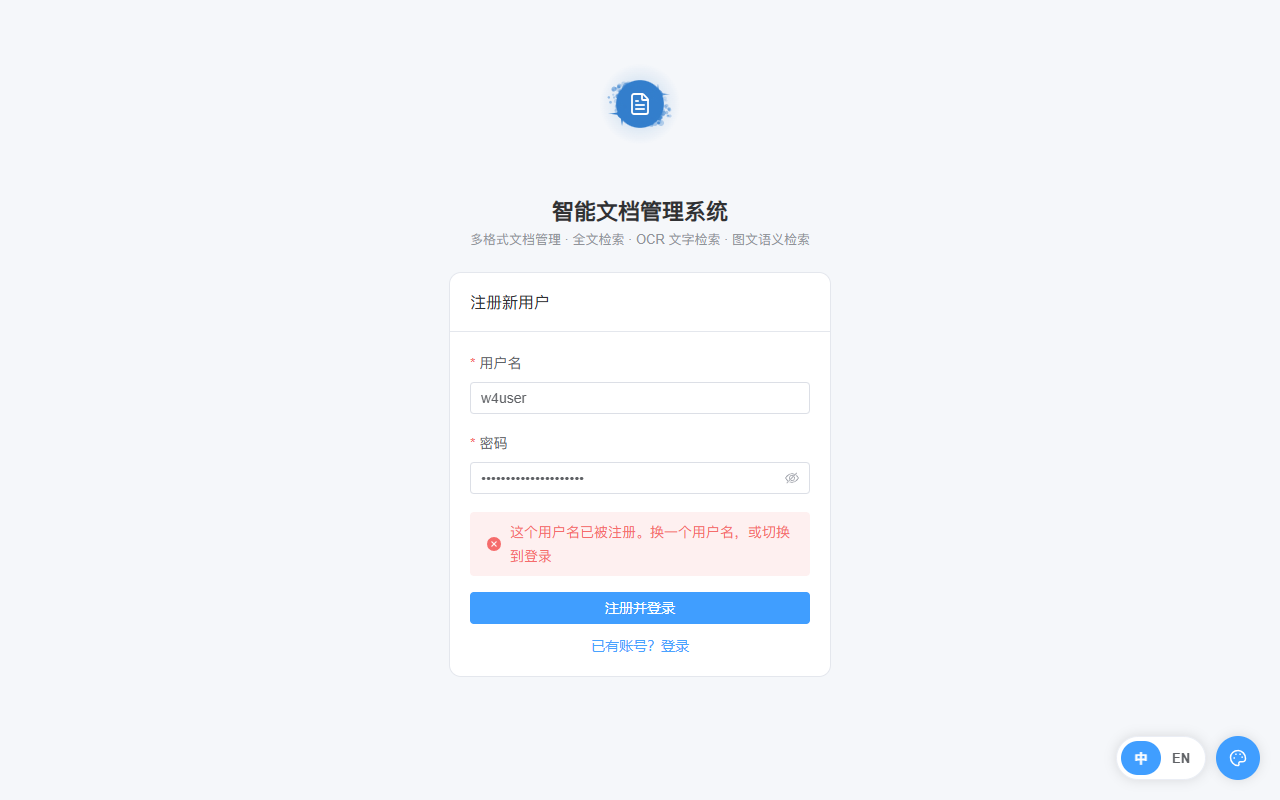 智能文档管理系统
多格式文档管理 · 全文检索 · OCR 文字检索 · 图文语义检索
注册新用户
* 用户名
w4user
* 密码
•••••••••••••••••••••
这个用户名已被注册。换一个用户名，或切换
到登录
注册并登录
已有账号？登录
中 EN